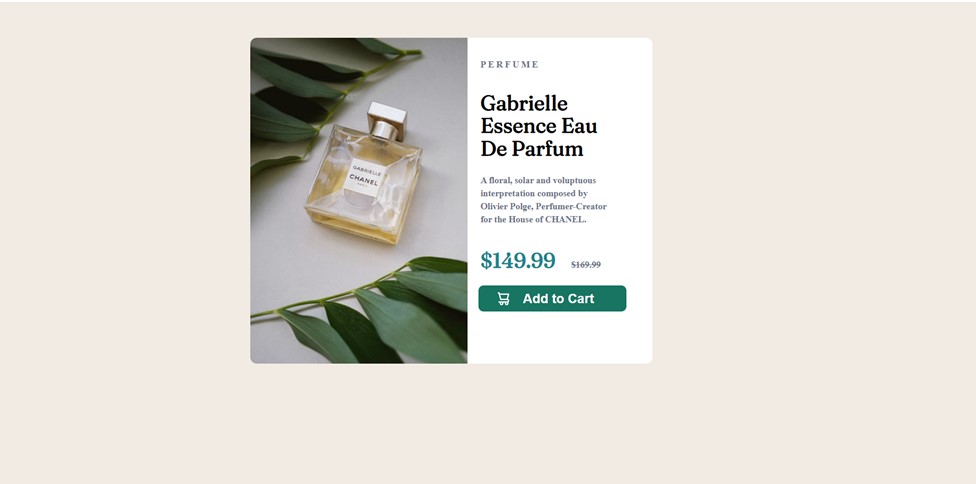 PERFUME
Gabrielle
Essence Eau
De Parfum
A floral, solar and voluptuous
interpretation composed by
Olivier Polge, Perfumer-Creator
for the House of CHANEL.
$149.99 $169.99
Add to Cart
GABRIELLE
CHANEL